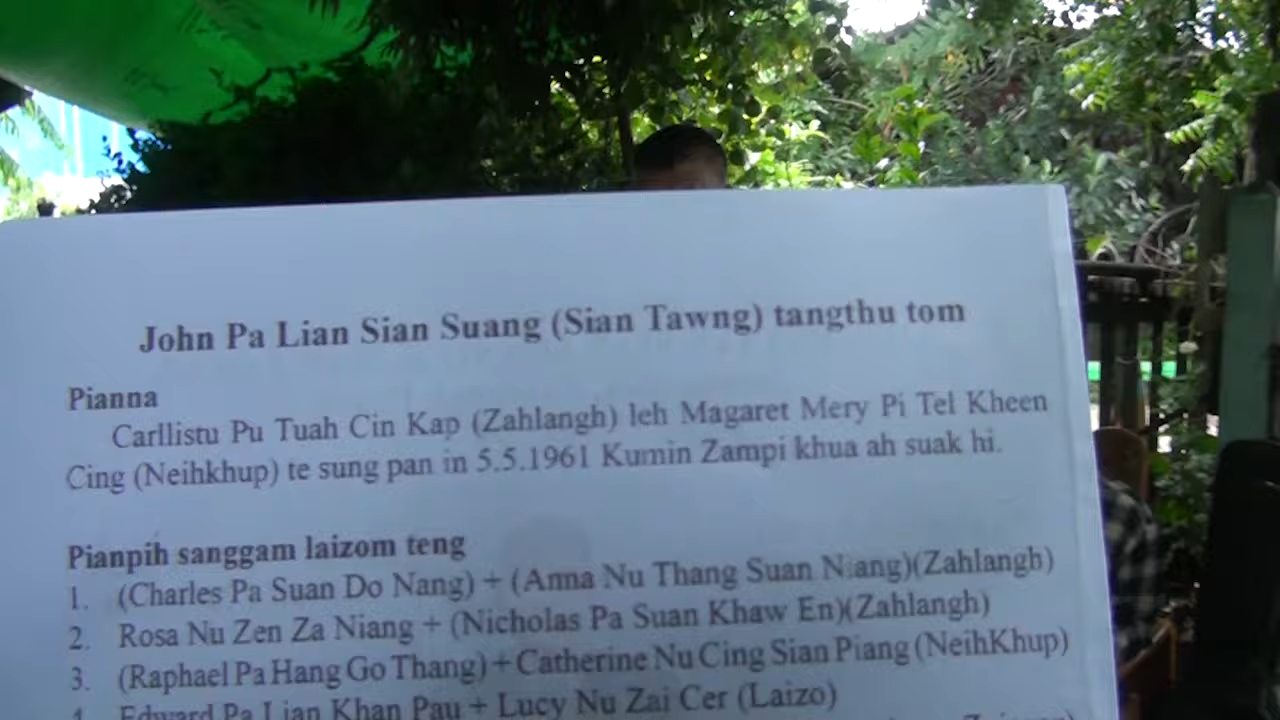 John Pa Lian Sian Suang (Sian Tawng) tangthu tom
Pianna
Carllistu Pu Tuah Cin Kap (Zahlangh) leh Magaret Mery Pi Tel Kheen
Cing (Neihkhup) te sung pan in 5.5.1961 Kumin Zampi khua ah suak hi.
Pianpih sanggam laizom teng
1. (Charles Pa Suan Do Nang) + (Anna Nu Thang Suan Niang)(Zahlangh)
2. Rosa Nu Zen Za Niang + (Nicholas Pa Suan Khaw En)(Zahlangh)
3. (Raphael Pa Hang Go Thang) + Catherine Nu Cing Sian Piang (NeihKhup)
4. Edward Pa Lian Khan Pau + Lucy Nu Zai Cer (Laizo)